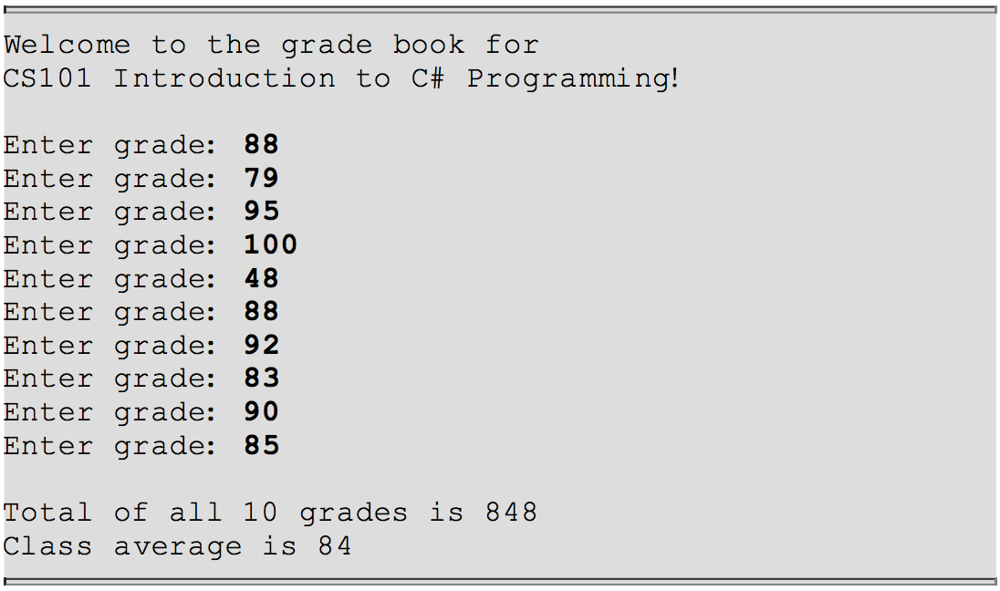 Welcome to the grade book for
CS101 Introduction to C# Programming!
Enter grade: 88
Enter grade: 79
Enter grade: 95
Enter grade: 100
Enter grade: 48
Enter grade: 88
Enter grade: 92
Enter grade: 83
Enter grade: 90
Enter grade: 85
Total of all 10 grades is 848
Class average is 84